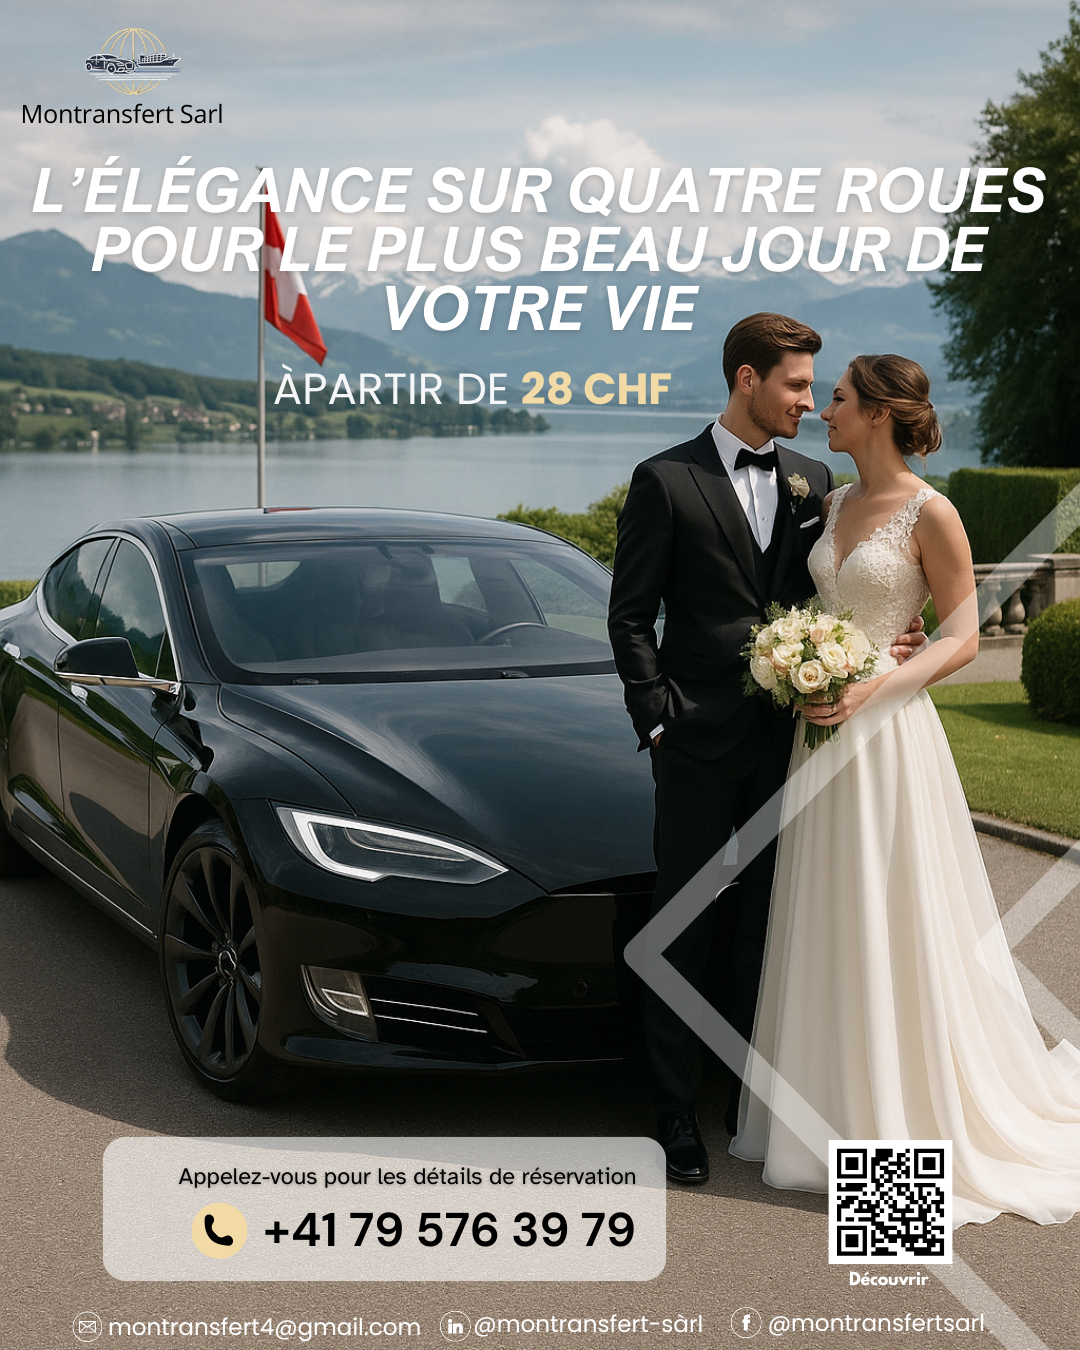 Montransfert Sarl
L'ÉLÉGANCE SUR QUATRE ROUES
POUR LE PLUS BEAU JOUR DE
VOTRE VIE
ÀPARTIR DE 28 CHF
Appelez-vous pour les détails de réservation
+41 79 576 39 79
Découvrir
montransfert4@gmail.com @montransfert-sàrl @montransfertsarl